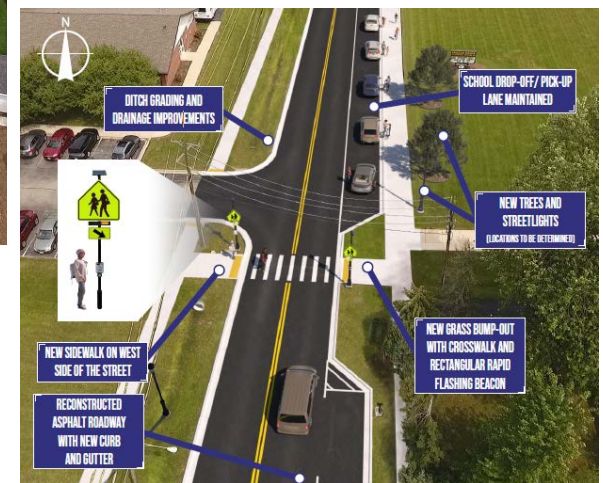 N
DITCH GRADING AND
DRAINAGE IMPROVEMENTS
SCHOOL DROP-OFF/ PICK-UP
LANE MAINTAINED
NEW TREES AND
STREETLIGHTS
(LOCATIONS TO BE DETERMINED)
NEW SIDEWALK ON WEST
SIDE OF THE STREET
NEW GRASS BUMP-OUT
WITH CROSSWALK AND
RECTANGULAR RAPID
FLASHING BEACON
RECONSTRUCTED
ASPHALT ROADWAY
WITH NEW CURB
AND GUTTER